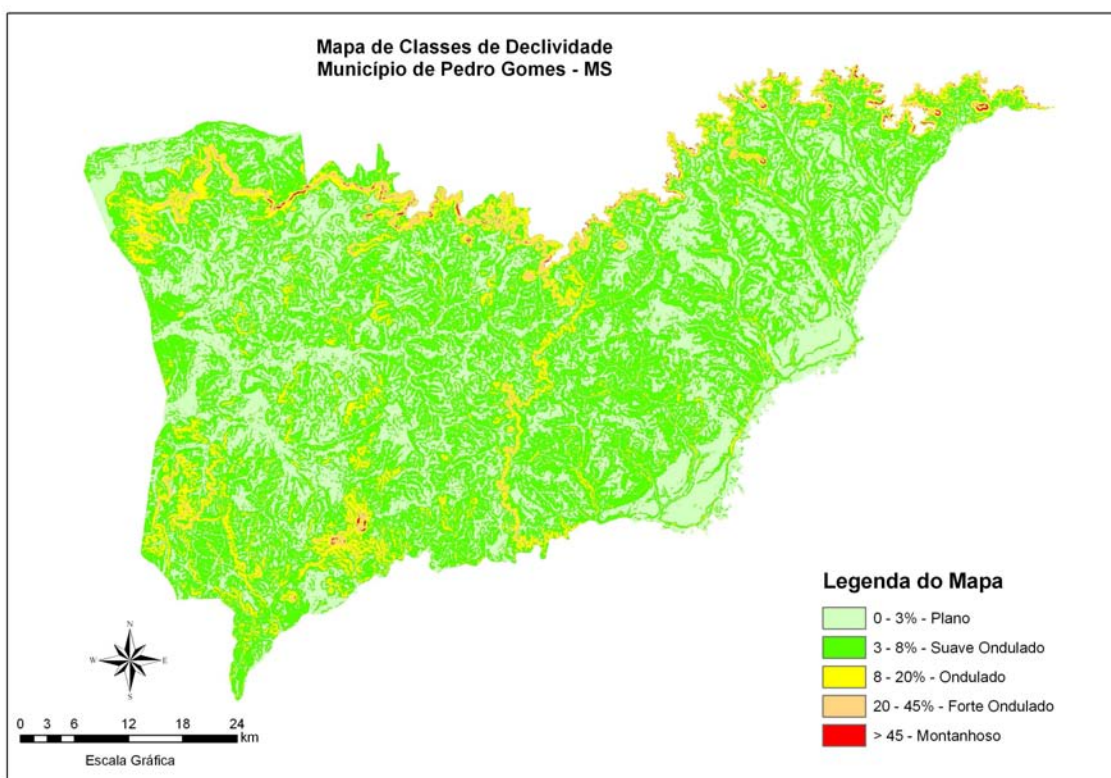 Mapa de Classes de Declividade
Município de Pedro Gomes - MS
Legenda do Mapa
0 - 3% - Plano
3 - 8% - Suave Ondulado
8 - 20% - Ondulado
20 - 45% - Forte Ondulado
> 45 - Montanhoso
N
W E
S
0 3 6 12 18 24
km
Escala Gráfica